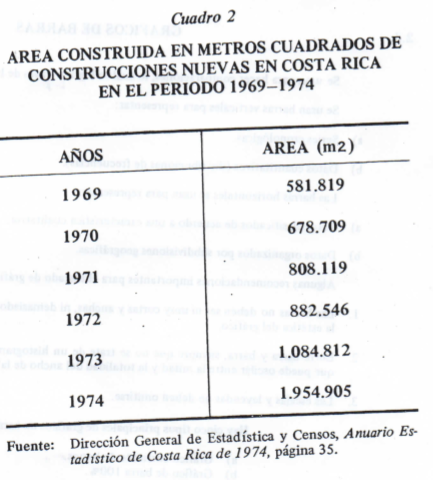 Cuadro 2
AREA CONSTRUIDA EN METROS CUADRADOS DE
CONSTRUCCIONES NUEVAS EN COSTA RICA
EN EL PERIODO 1969–1974
AÑOS AREA (m2)
1969 581.819
1970 678.709
1971 808.119
1972 882.546
1973 1.084.812
1974 1.954.905
Fuente: Dirección General de Estadística y Censos, Anuario Es-
tadístico de Costa Rica de 1974, página 35.